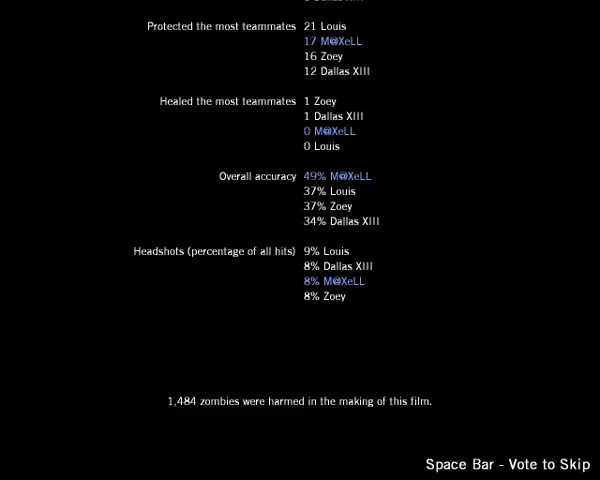 Protected the most teammates 21 Louis
17 M@XeLL
16 Zoey
12 Dallas XIII
Healed the most teammates 1 Zoey
1 Dallas XIII
0 M@XeLL
0 Louis
Overall accuracy 49% M@XeLL
37% Louis
37% Zoey
34% Dallas XIII
Headshots (percentage of all hits) 9% Louis
8% Dallas XIII
8% M@XeLL
8% Zoey
1,484 zombies were harmed in the making of this film.
Space Bar - Vote to Skip